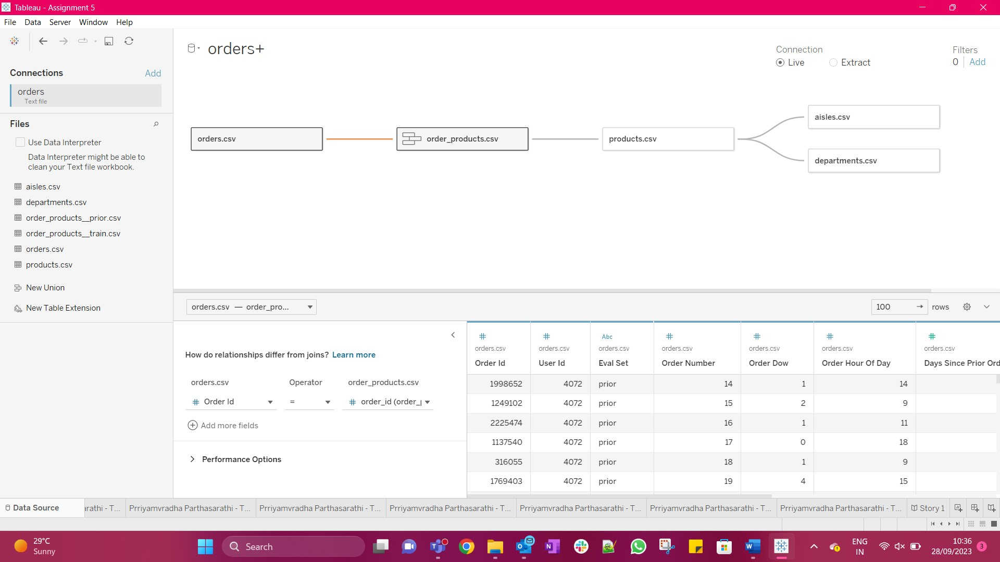 Tableau - Assignment 5
File Data Server Window Help
orders+
Connection
Live Extract
Filters
0 Add
Connections Add
orders
Text file
Files
Use Data Interpreter
Data Interpreter might be able to
clean your Text file workbook.
aisles.csv
departments.csv
order_products__prior.csv
order_products__train.csv
orders.csv
products.csv
New Union
New Table Extension
orders.csv
order_products.csv
products.csv
aisles.csv
departments.csv
orders.csv — order_pro...
100 → rows
How do relationships differ from joins? Learn more
orders.csv Operator order_products.csv
# Order Id = # order_id (order_p
Add more fields
Performance Options
# # Abc # # # #
orders.csv orders.csv orders.csv orders.csv orders.csv orders.csv orders.csv
Order Id User Id Eval Set Order Number Order Dow Order Hour Of Day Days Since Prior Ord
1998652 4072 prior 14 1 14
1249102 4072 prior 15 2 9
2225474 4072 prior 16 1 11
1137540 4072 prior 17 0 18
316055 4072 prior 18 1 9
1769403 4072 prior 19 4 15
Data Source arathi - T... Prriyamvradha Parthasarathi - T... Prriyamvradha Parthasarathi - T... Prriyamvradha Parthasarathi - T... Prriyamvradha Parthasarathi - T... Prriyamvradha Parthasarathi - T... Prriyamvradha Parthasarathi - T... Story 1
29°C
Sunny
Search
ENG
IN
10:36
28/09/2023
3